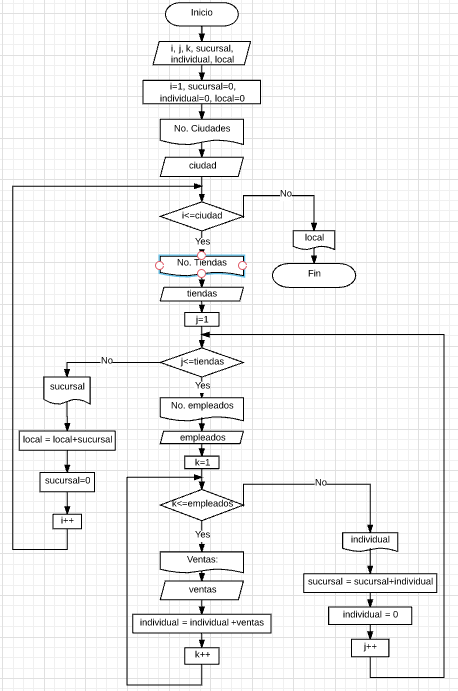 Inicio
i, j, k, sucursal,
individual, local
i=1, sucursal=0,
individual=0, local=0
No. Ciudades
ciudad
i<=ciudad
No
Yes
local
Fin
No. Tiendas
tiendas
j=1
j<=tiendas
No
Yes
sucursal
local = local+sucursal
sucursal=0
i++
No. empleados
empleados
k=1
k<=empleados
No
Yes
individual
sucursal = sucursal+individual
individual = 0
j++
Ventas:
ventas
individual = individual +ventas
k++